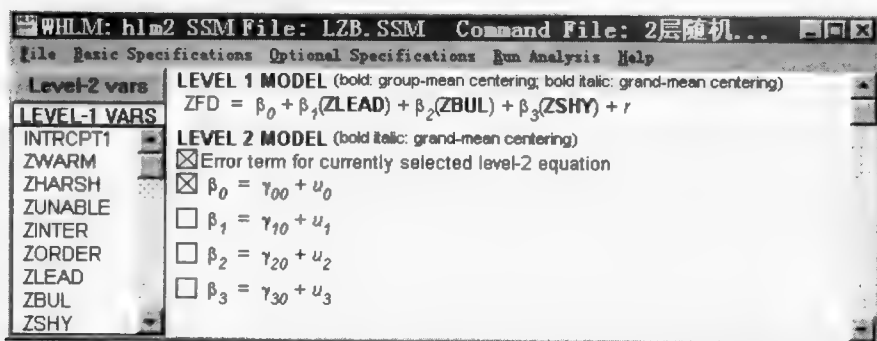 WHLM: hlm2 SSM File: LZB.SSM Command File: 2层随机...
File Basic Specifications Optional Specifications Run Analysis Help
Level-2 vars
LEVEL-1 VARS
INTRCPT1
ZWARM
ZHARSH
ZUNABLE
ZINTER
ZORDER
ZLEAD
ZBUL
ZSHY
LEVEL 1 MODEL (bold: group-mean centering; bold italic: grand-mean centering)
ZFD = β₀ + β₁(ZLEAD) + β₂(ZBUL) + β₃(ZSHY) + r
LEVEL 2 MODEL (bold italic: grand-mean centering)
Error term for currently selected level-2 equation
β₀ = γ₀₀ + u₀
β₁ = γ₁₀ + u₁
β₂ = γ₂₀ + u₂
β₃ = γ₃₀ + u₃